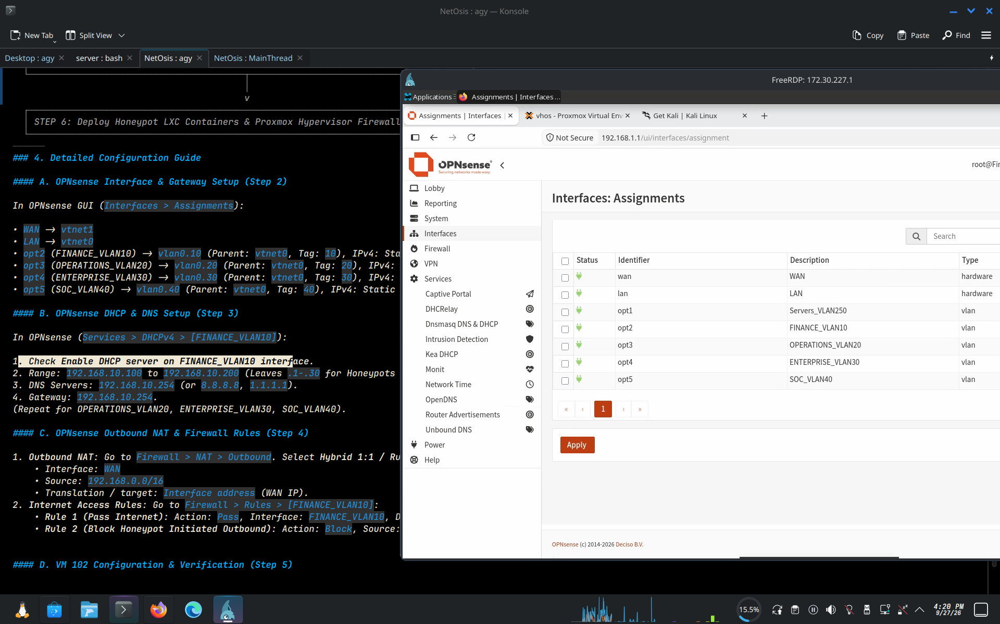 NetOsis : agy — Konsole
New Tab
Split View
Copy
Paste
Find
Desktop : agy
server : bash
NetOsis : agy
NetOsis : MainThread
v
STEP 6: Deploy Honeypot LXC Containers & Proxmox Hypervisor Firewall
### 4. Detailed Configuration Guide
#### A. OPNsense Interface & Gateway Setup (Step 2)
In OPNsense GUI (Interfaces > Assignments):
• WAN → vtnet1
• LAN → vtnet0
• opt2 (FINANCE_VLAN10) → vlan0.10 (Parent: vtnet0, Tag: 10), IPv4: Sta
• opt3 (OPERATIONS_VLAN20) → vlan0.20 (Parent: vtnet0, Tag: 20), IPv4:
• opt4 (ENTERPRISE_VLAN30) → vlan0.30 (Parent: vtnet0, Tag: 30), IPv4:
• opt5 (SOC_VLAN40) → vlan0.40 (Parent: vtnet0, Tag: 40), IPv4: Static
#### B. OPNsense DHCP & DNS Setup (Step 3)
In OPNsense (Services > DHCPv4 > [FINANCE_VLAN10]):
1. Check Enable DHCP server on FINANCE_VLAN10 interface.
2. Range: 192.168.10.100 to 192.168.10.200 (Leaves .1-.30 for Honeypots
3. DNS Servers: 192.168.10.254 (or 8.8.8.8, 1.1.1.1).
4. Gateway: 192.168.10.254.
(Repeat for OPERATIONS_VLAN20, ENTERPRISE_VLAN30, SOC_VLAN40).
#### C. OPNsense Outbound NAT & Firewall Rules (Step 4)
1. Outbound NAT: Go to Firewall > NAT > Outbound. Select Hybrid 1:1 / Ru
• Interface: WAN
• Source: 192.168.0.0/16
• Translation / target: Interface address (WAN IP).
2. Internet Access Rules: Go to Firewall > Rules > [FINANCE_VLAN10]:
• Rule 1 (Pass Internet): Action: Pass, Interface: FINANCE_VLAN10, D
• Rule 2 (Block Honeypot Initiated Outbound): Action: Block, Source:
#### D. VM 102 Configuration & Verification (Step 5)
FreeRDP: 172.30.227.1
Applications
Assignments | Interfaces ...
Assignments | Interfaces |
vhos - Proxmox Virtual Env
Get Kali | Kali Linux
Not Secure
192.168.1.1/ui/interfaces/assignment
OPNsense®
Securing networks made easy
root@Fir
Lobby
Reporting
System
Interfaces
Firewall
VPN
Services
Captive Portal
DHCRelay
Dnsmasq DNS & DHCP
Intrusion Detection
Kea DHCP
Monit
Network Time
OpenDNS
Router Advertisements
Unbound DNS
Power
Help
Interfaces: Assignments
Search
Status Identifier Description Type
wan WAN hardware
lan LAN hardware
opt1 Servers_VLAN250 vlan
opt2 FINANCE_VLAN10 vlan
opt3 OPERATIONS_VLAN20 vlan
opt4 ENTERPRISE_VLAN30 vlan
opt5 SOC_VLAN40 vlan
« ‹ 1 › »
Apply
OPNsense (c) 2014-2026 Deciso B.V.
15.5%
4:20 PM
9/27/26